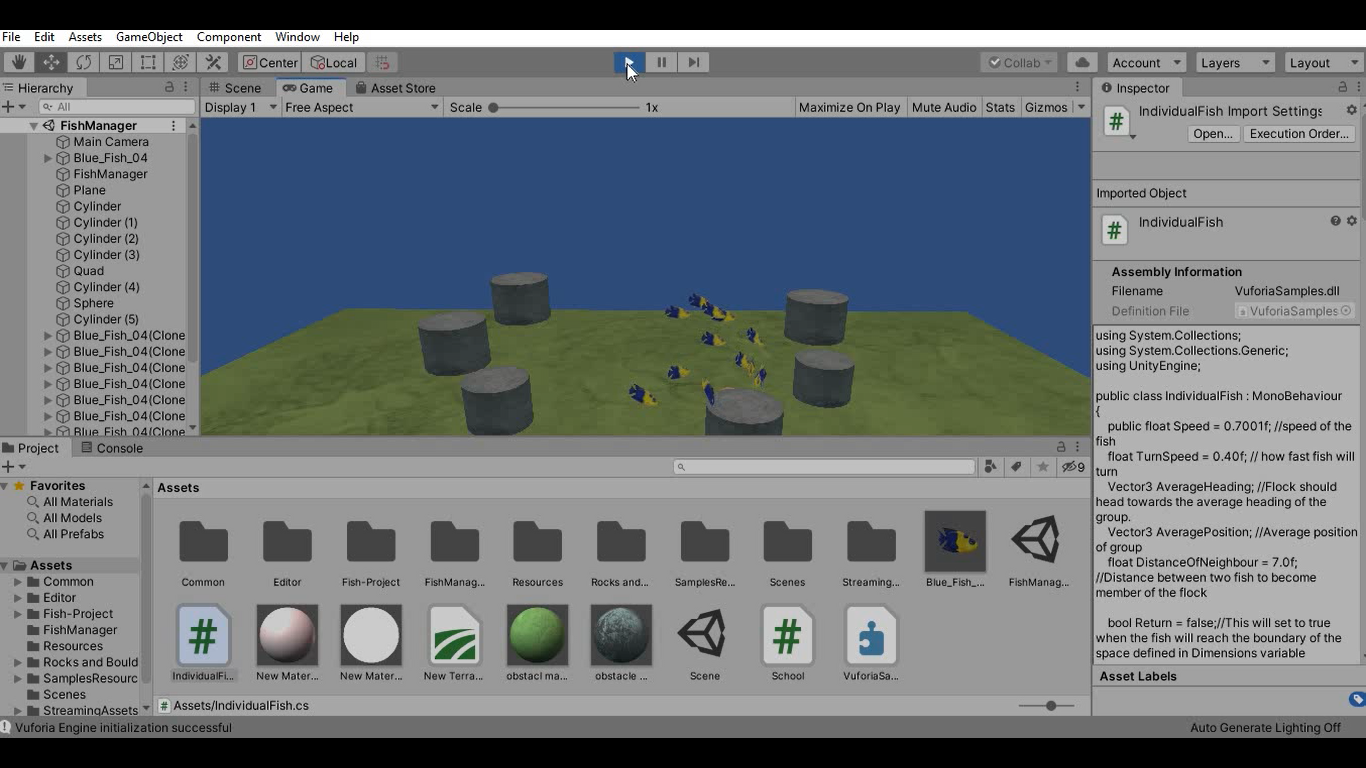 File Edit Assets GameObject Component Window Help
Center Local Collab Account Layers Layout
Hierarchy
All
FishManager
Main Camera
Blue_Fish_04
FishManager
Plane
Cylinder
Cylinder (1)
Cylinder (2)
Cylinder (3)
Quad
Cylinder (4)
Sphere
Cylinder (5)
Blue_Fish_04(Clone
Blue_Fish_04(Clone
Blue_Fish_04(Clone
Blue_Fish_04(Clone
Blue_Fish_04(Clone
Blue_Fish_04(Clone
Blue_Fish_04(Clone
Scene Game Asset Store
Display 1 Free Aspect Scale 1x Maximize On Play Mute Audio Stats Gizmos
Inspector
IndividualFish Import Settings
Open... Execution Order...
Imported Object
IndividualFish
Assembly Information
Filename VuforiaSamples.dll
Definition File VuforiaSamples
using System.Collections;
using System.Collections.Generic;
using UnityEngine;
public class IndividualFish : MonoBehaviour
{
public float Speed = 0.7001f; //speed of the
fish
float TurnSpeed = 0.40f; // how fast fish will
turn
Vector3 AverageHeading; //Flock should
head towards the average heading of the
group.
Vector3 AveragePosition; //Average position
of group
float DistanceOfNeighbour = 7.0f;
//Distance between two fish to become
member of the flock
bool Return = false;//This will set to true
when the fish will reach the boundary of the
space defined in Dimensions variable
Asset Labels
Project Console
9
Favorites
All Materials
All Models
All Prefabs
Assets
Common
Editor
Fish-Project
FishManager
Resources
Rocks and Bould
SamplesResourc
Scenes
StreamingAssets
Assets
Common Editor Fish-Project FishManag... Resources Rocks and... SamplesRe... Scenes Streaming... Blue_Fish_... FishManag...
IndividualFi... New Mater... New Mater... New Terra... obstacl ma... obstacle ... Scene School VuforiaSa...
Assets/IndividualFish.cs
Vuforia Engine initialization successful
Auto Generate Lighting Off